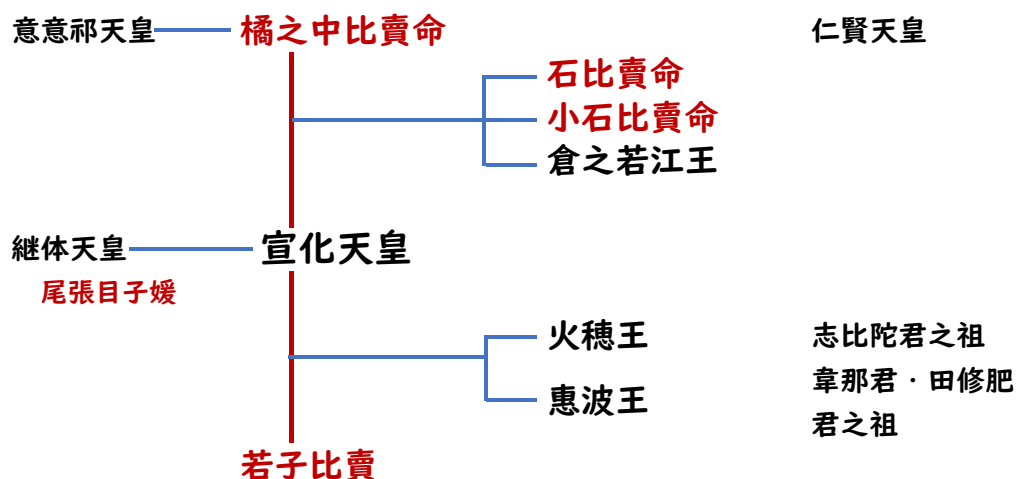 意意祁天皇 橘之中比賣命 仁賢天皇
石比賣命
小石比賣命
倉之若江王
継体天皇 宣化天皇
尾張目子媛
火穂王 志比陀君之祖
韋那君・田修肥
惠波王
君之祖
若子比賣